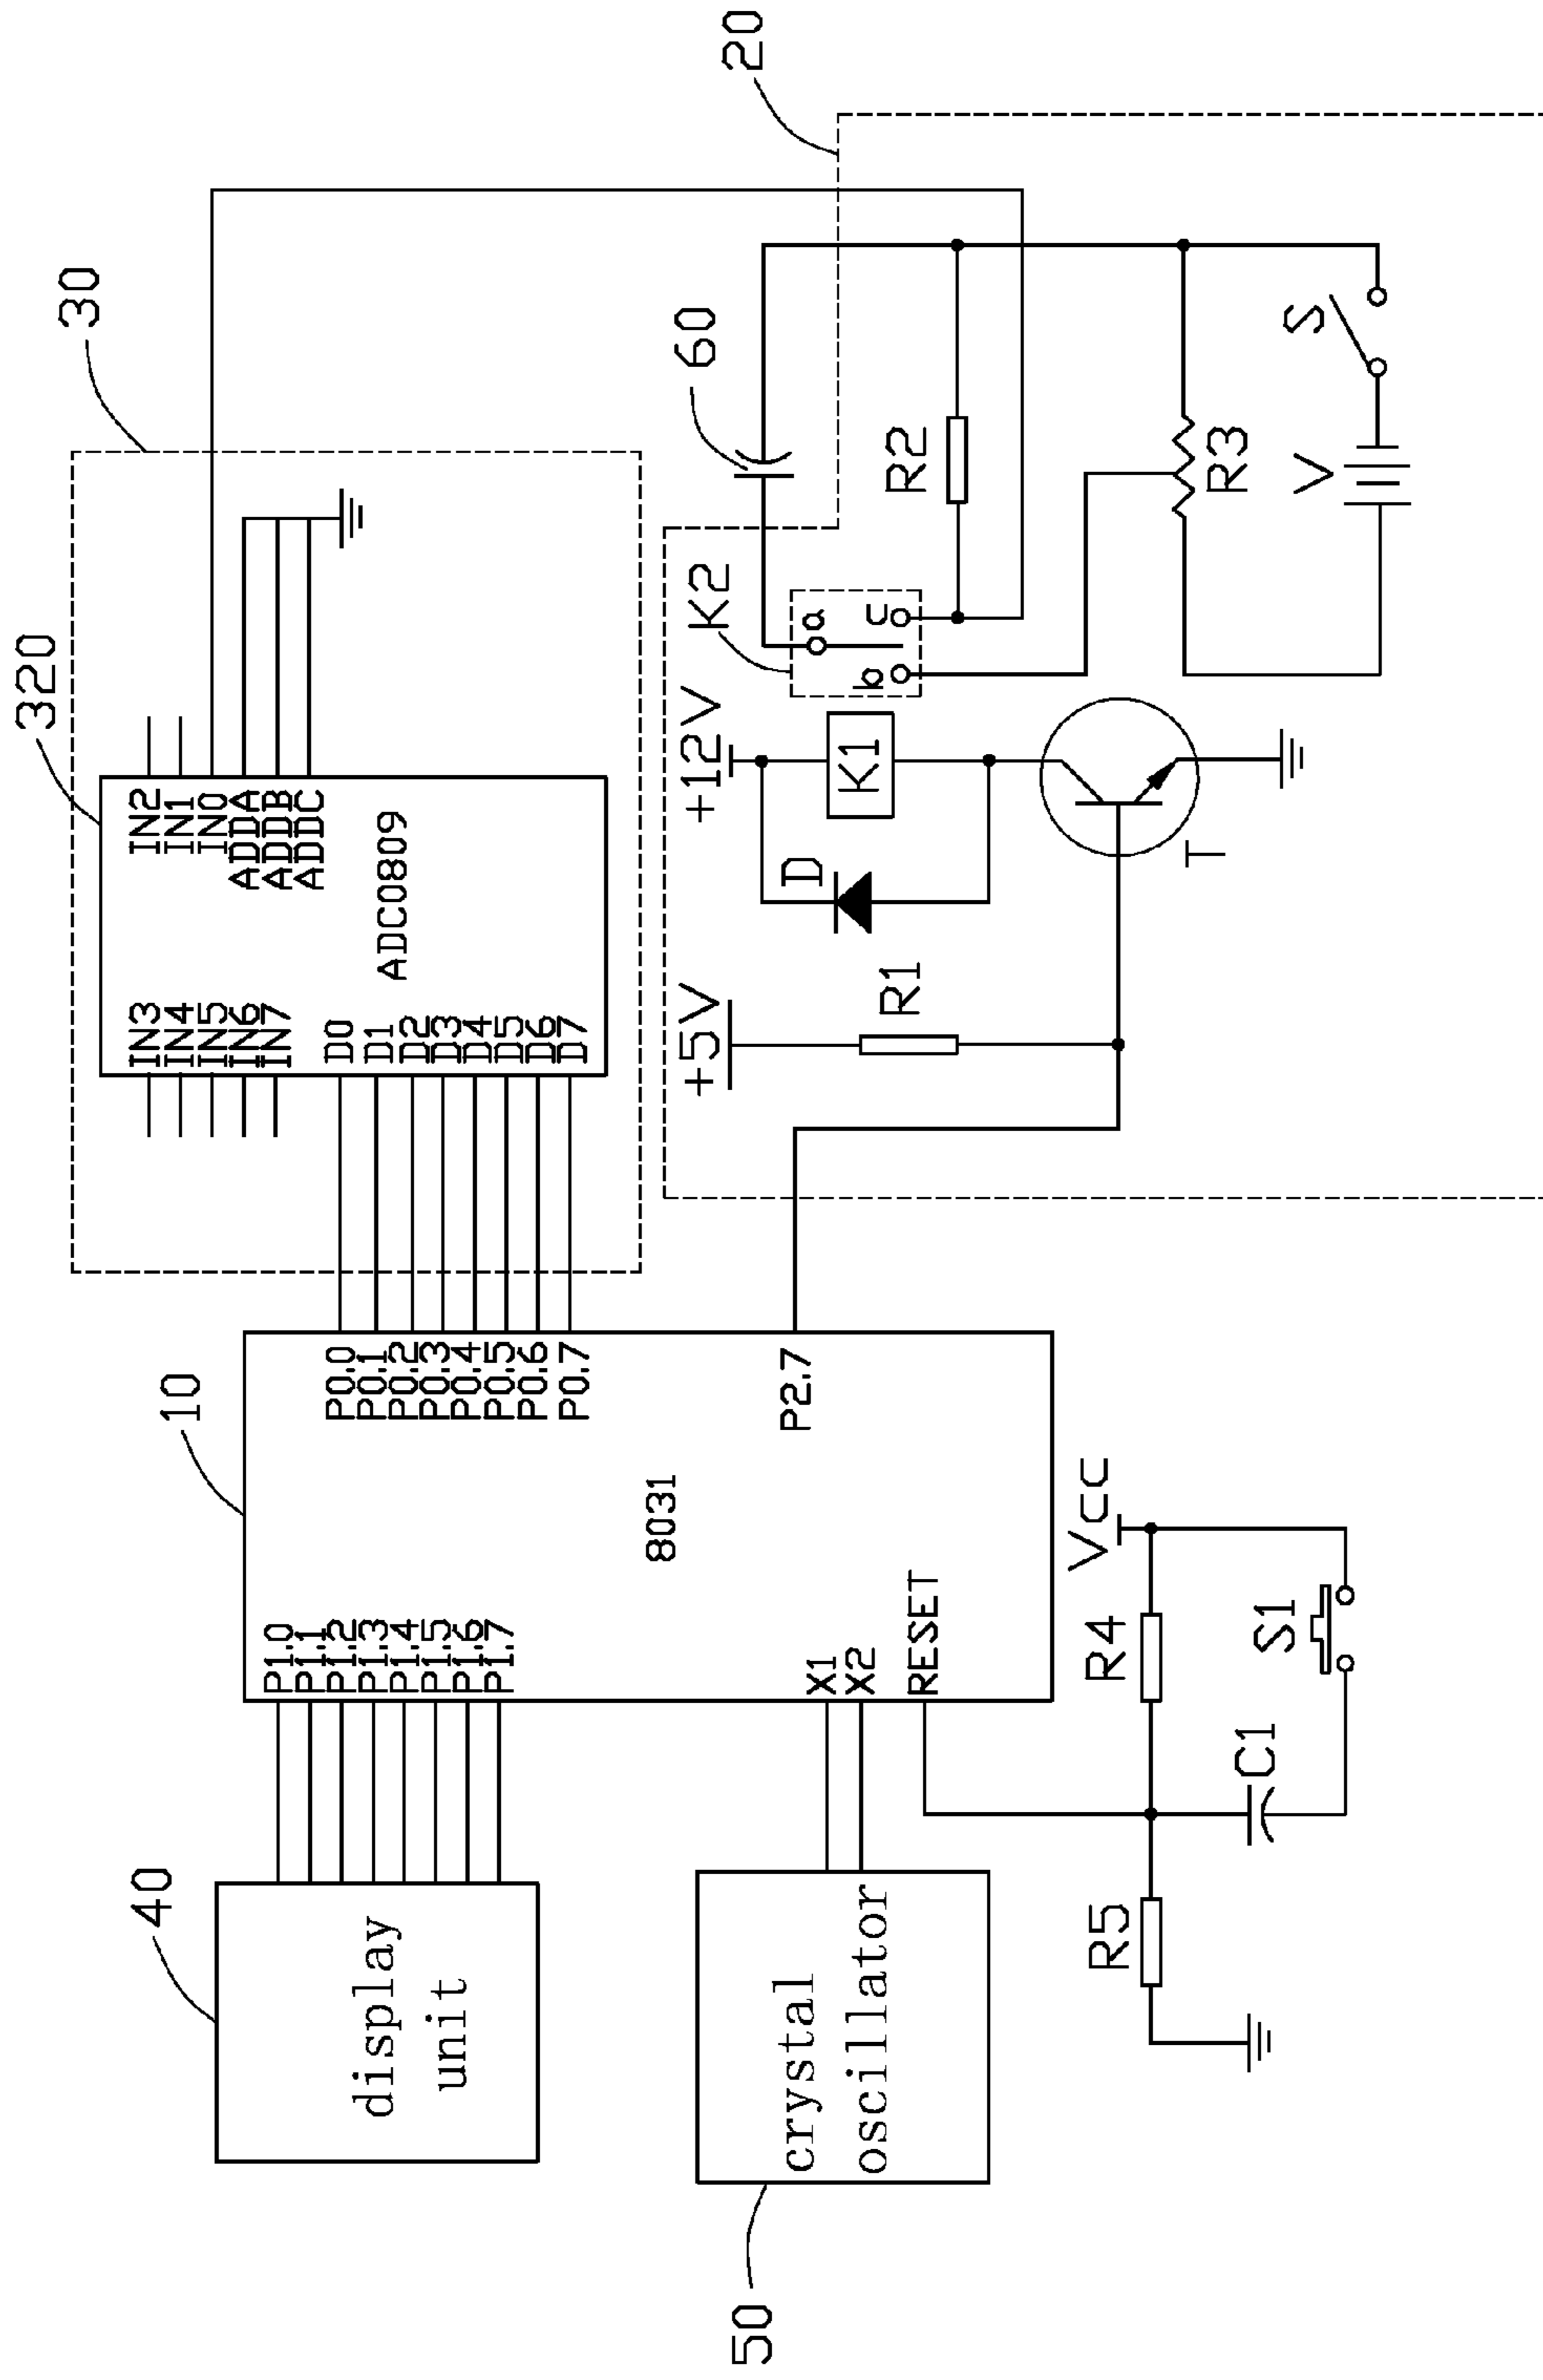 40
display
unit
50
crystal
oscillator
10
8031
P1.0
P1.1
P1.2
P1.3
P1.4
P1.5
P1.6
P1.7
X1
X2
RESET
P0.0
P0.1
P0.2
P0.3
P0.4
P0.5
P0.6
P0.7
P2.7
Vcc
R4
R5
C1
S1
30
320
ADC0809
IN3
IN4
IN5
IN6
IN7
D0
D1
D2
D3
D4
D5
D6
D7
IN2
IN1
IN0
ADDA
ADDB
ADDC
20
+5V
R1
D
+12V
K1
T
K2
a
b
c
60
R2
R3
V
S